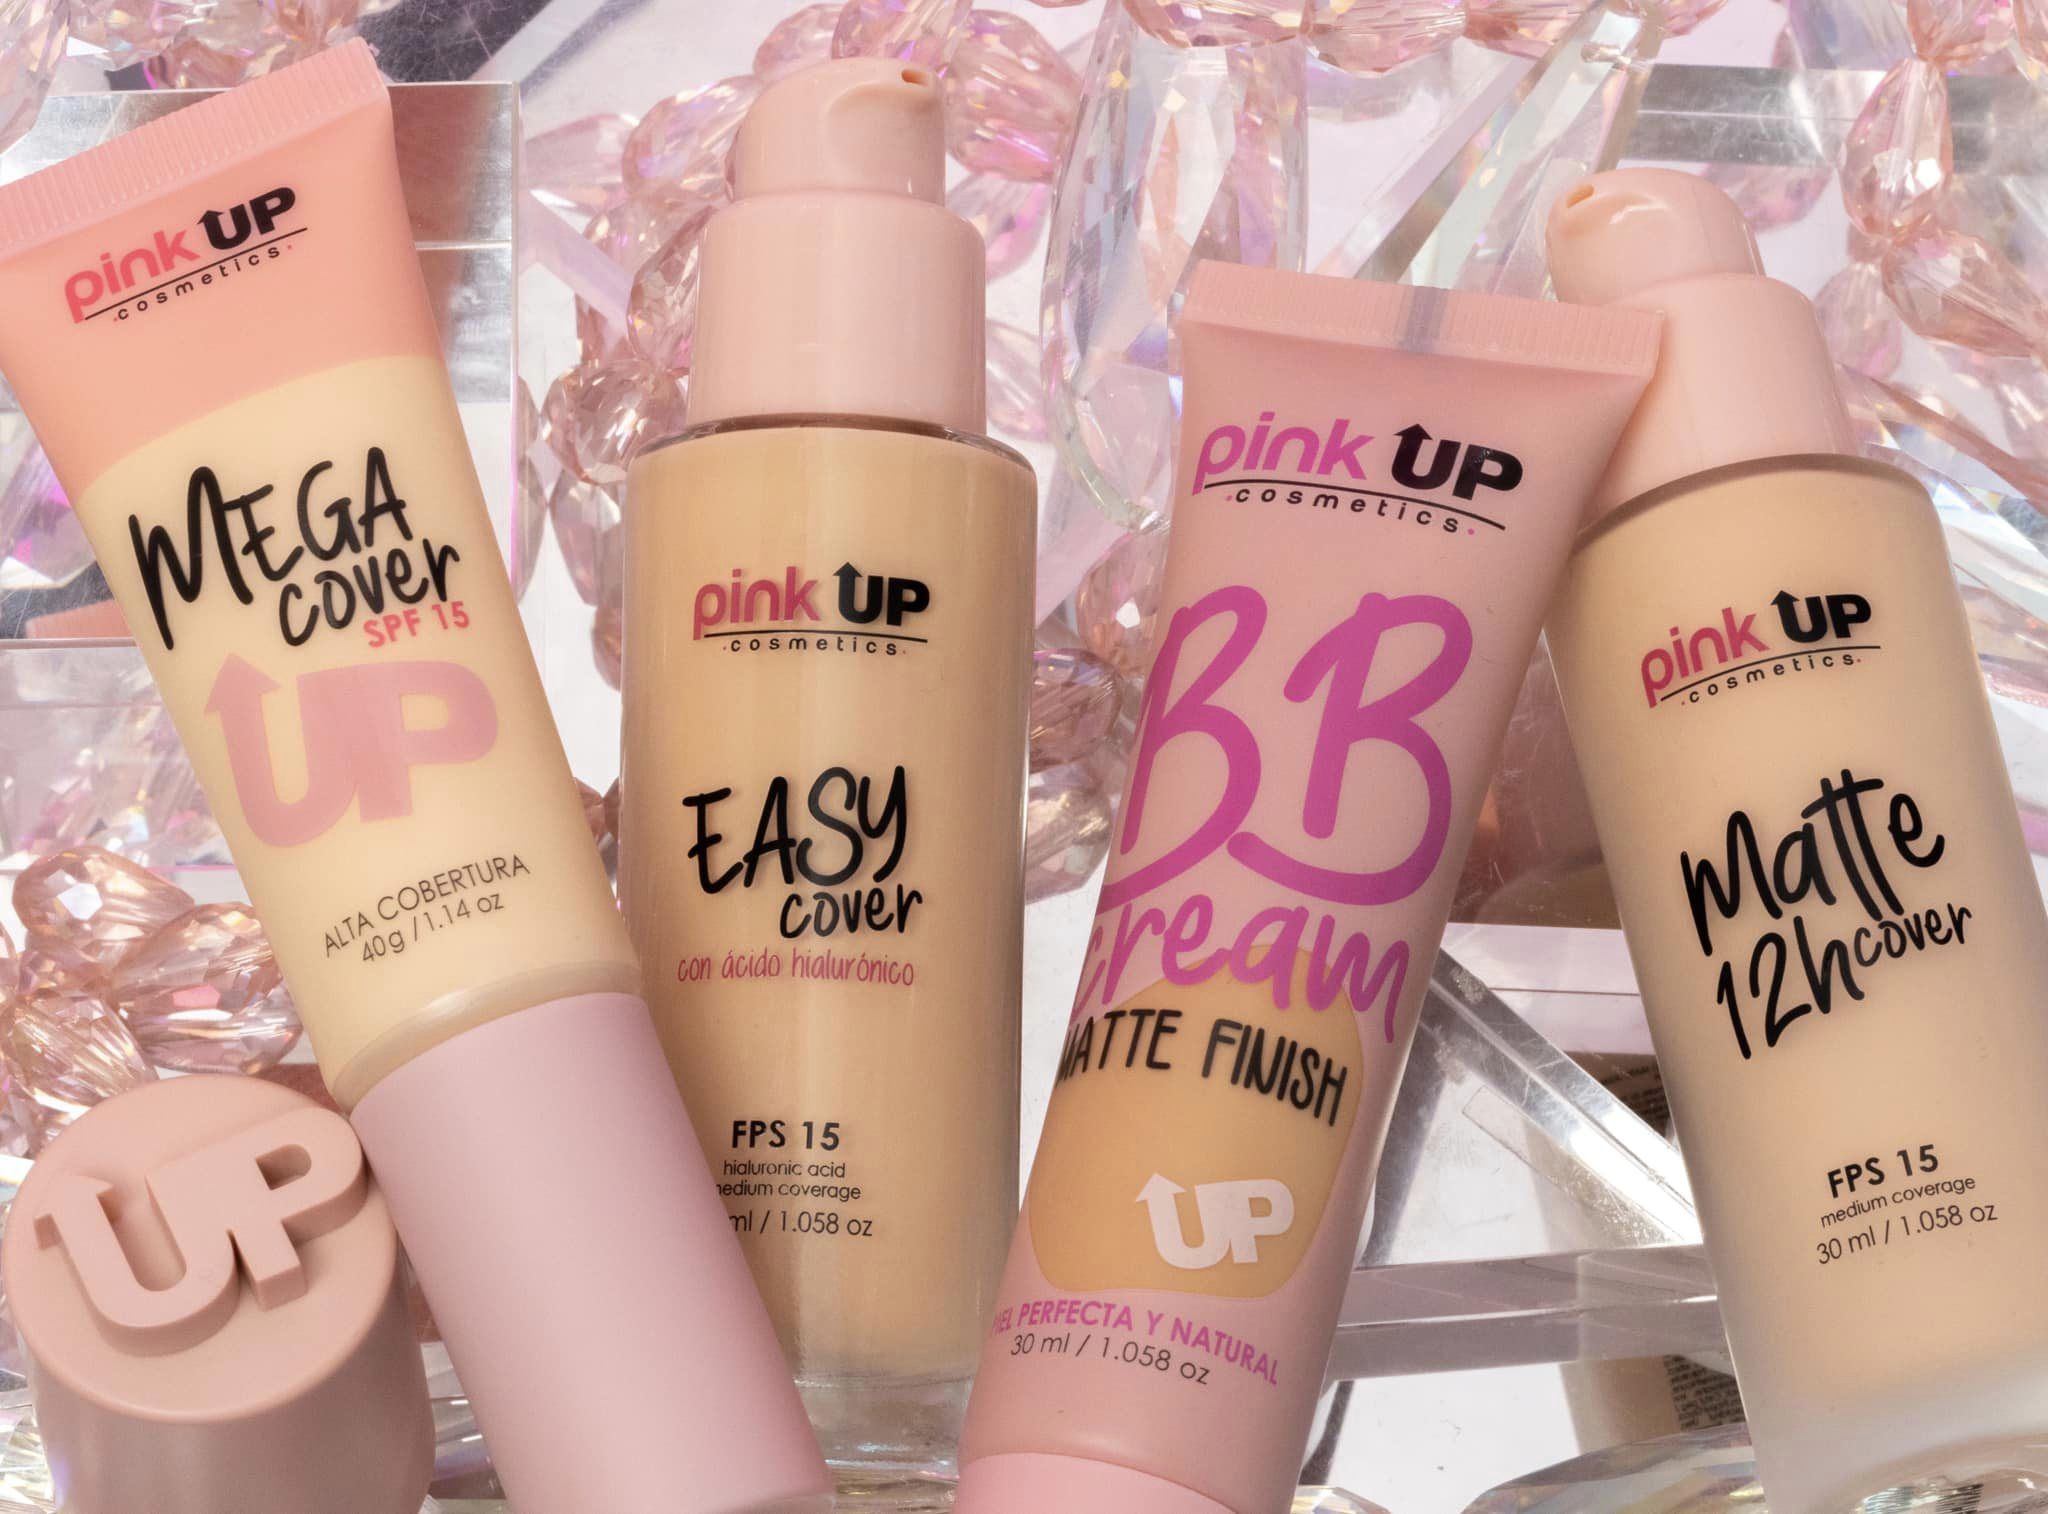 pink UP
.cosmetics.
MEGA
cover
SPF 15
UP
ALTA COBERTURA
40g / 1.14 oz
UP
pink UP
.cosmetics.
EASY
cover
con ácido hialurónico
FPS 15
hialuronic acid
medium coverage
ml / 1.058 oz
pink UP
.cosmetics.
BB
cream
MATTE FINISH
UP
PIEL PERFECTA Y NATURAL
30 ml / 1.058 oz
pink UP
.cosmetics.
Matte
12h cover
FPS 15
medium coverage
30 ml / 1.058 oz